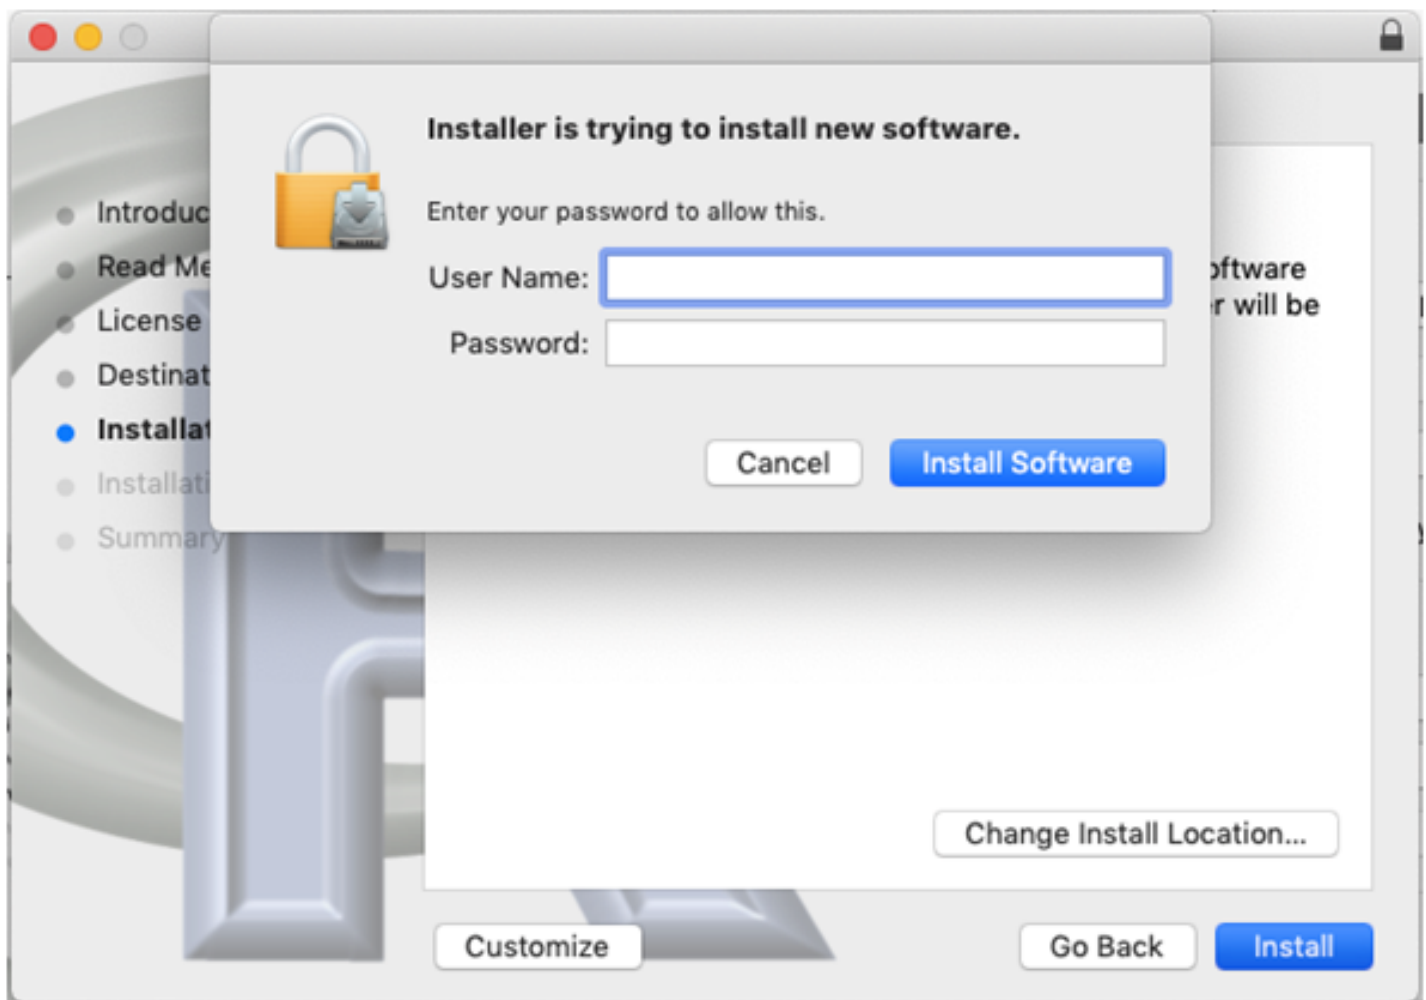 Installer is trying to install new software.
Enter your password to allow this.
User Name:
Password:
Cancel
Install Software
Introduc
Read Me
License
Destinat
Installat
Installati
Summary
oftware
r will be
Change Install Location...
Customize
Go Back
Install